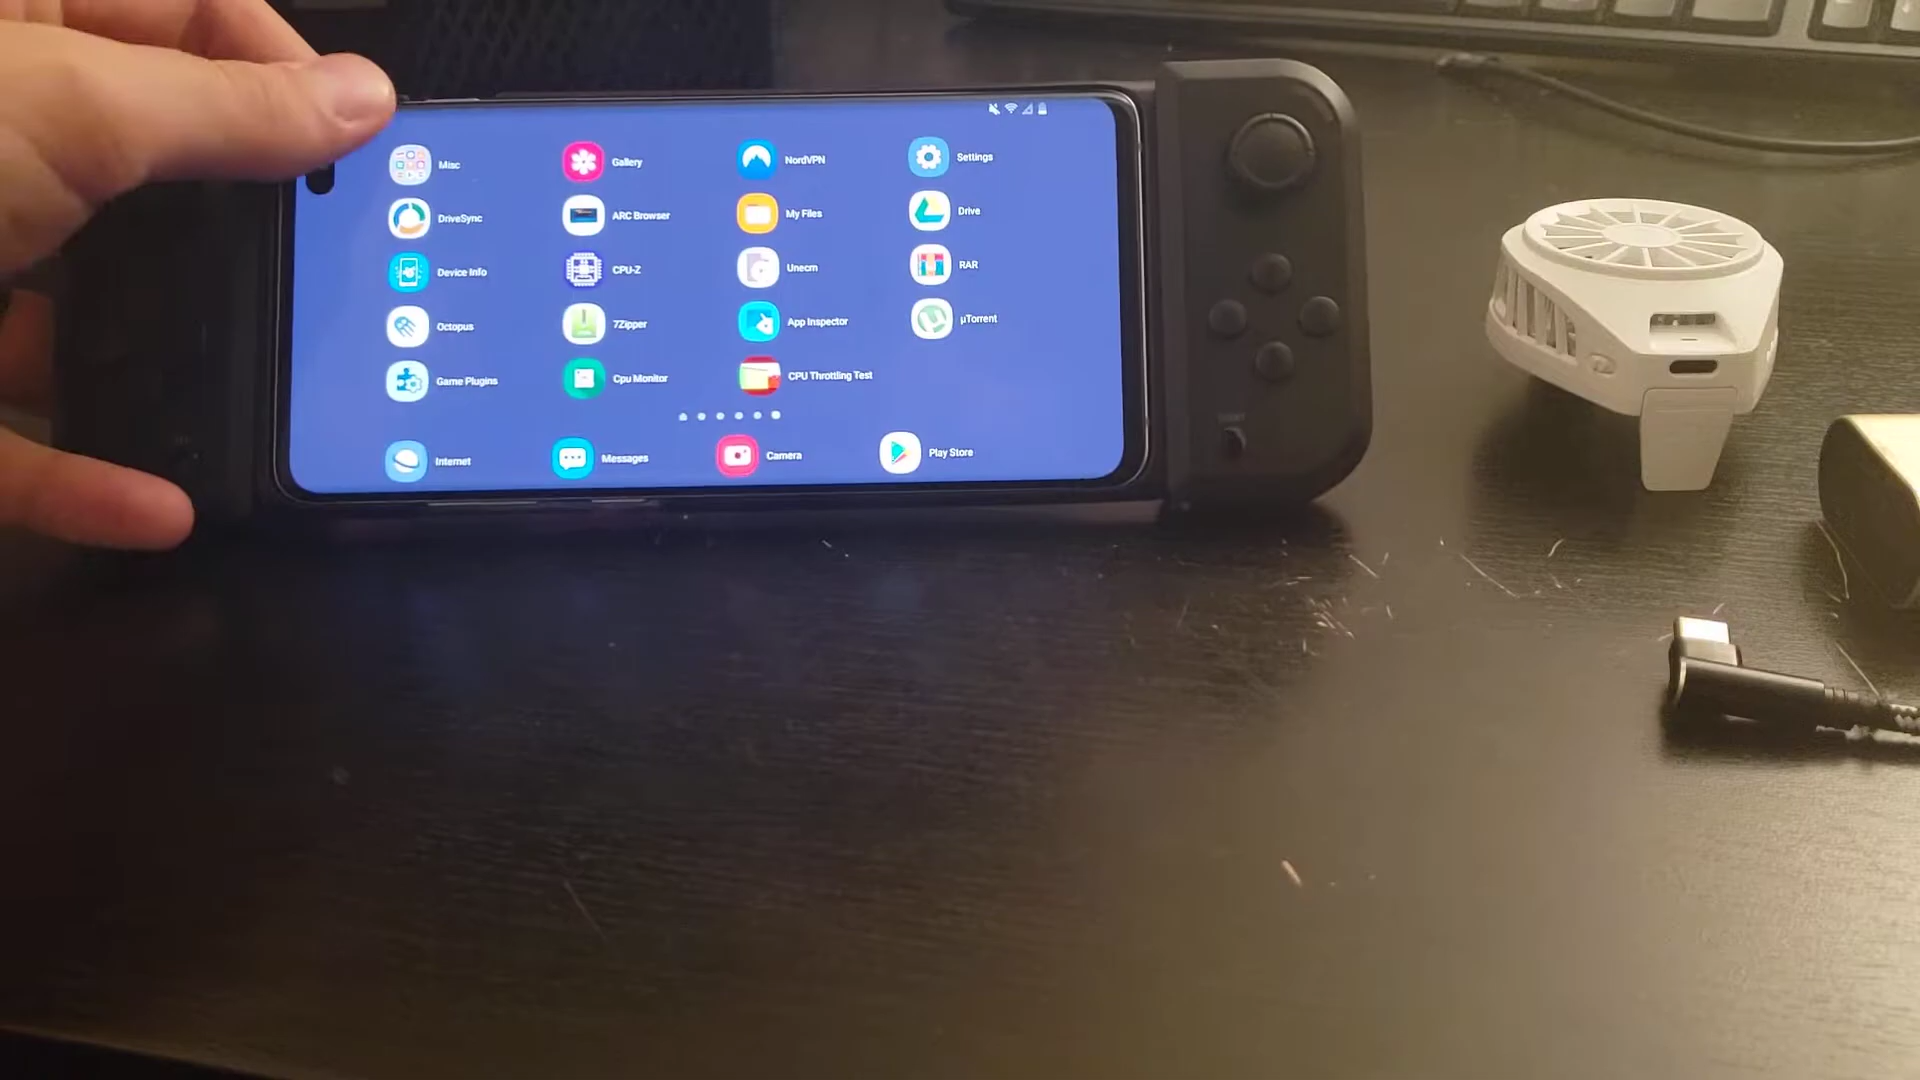 Misc Gallery NordVPN Settings
DriveSync ARC Browser My Files Drive
Device Info CPU-Z Unecm RAR
Octopus 7Zipper App Inspector µTorrent
Game Plugins Cpu Monitor CPU Throttling Test
Internet Messages Camera Play Store